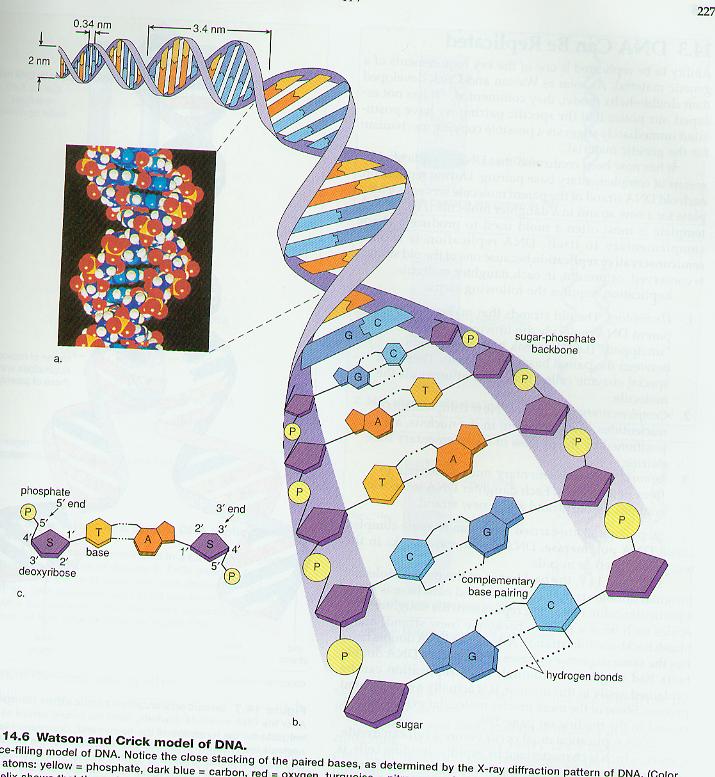 227
0.34 nm
3.4 nm
2 nm
a.
G C
C
G
sugar-phosphate
backbone
P
P
T
A
P
P
A
T
P
P
P
C
G
P
complementary
base pairing
C
P
G
hydrogen bonds
b.
sugar
phosphate
5′ end
3′ end
P
5′
4′
S
1′
T
A
2′
3′
S
4′
3′
2′
base
1′
5′
P
deoxyribose
c.
14.6 Watson and Crick model of DNA.
ce-filling model of DNA. Notice the close stacking of the paired bases, as determined by the X-ray diffraction pattern of DNA. (Color
atoms: yellow = phosphate, dark blue = carbon, red = oxygen, turquoise